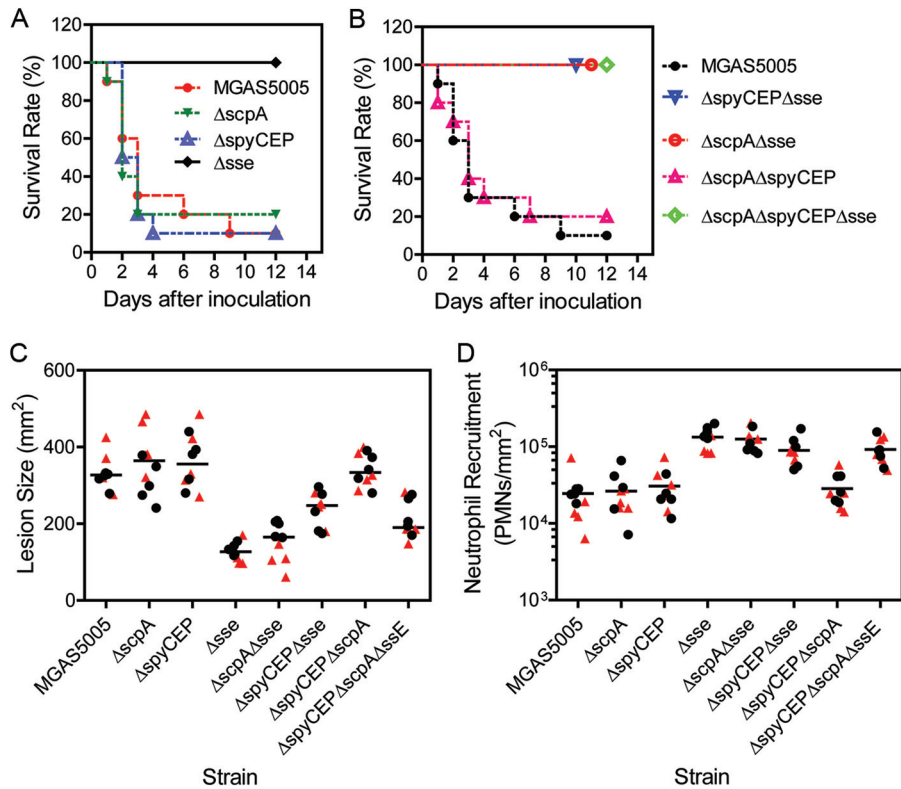 A
Survival Rate (%)
120
100
80
60
40
20
0
0 2 4 6 8 10 12 14
Days after inoculation
MGAS5005
ΔscpA
ΔspyCEP
Δsse
B
Survival Rate (%)
120
100
80
60
40
20
0
0 2 4 6 8 10 12 14
Days after inoculation
MGAS5005
ΔspyCEPΔsse
ΔscpAΔsse
ΔscpAΔspyCEP
ΔscpAΔspyCEPΔsse
C
Lesion Size (mm²)
600
400
200
0
MGAS5005
ΔscpA
ΔspyCEP
Δsse
ΔscpAΔsse
ΔspyCEPΔsse
ΔspyCEPΔscpA
ΔspyCEPΔscpAΔssE
Strain
D
Neutrophil Recruitment
(PMNs/mm²)
10⁶
10⁵
10⁴
10³
MGAS5005
ΔscpA
ΔspyCEP
Δsse
ΔscpAΔsse
ΔspyCEPΔsse
ΔspyCEPΔscpA
ΔspyCEPΔscpAΔssE
Strain